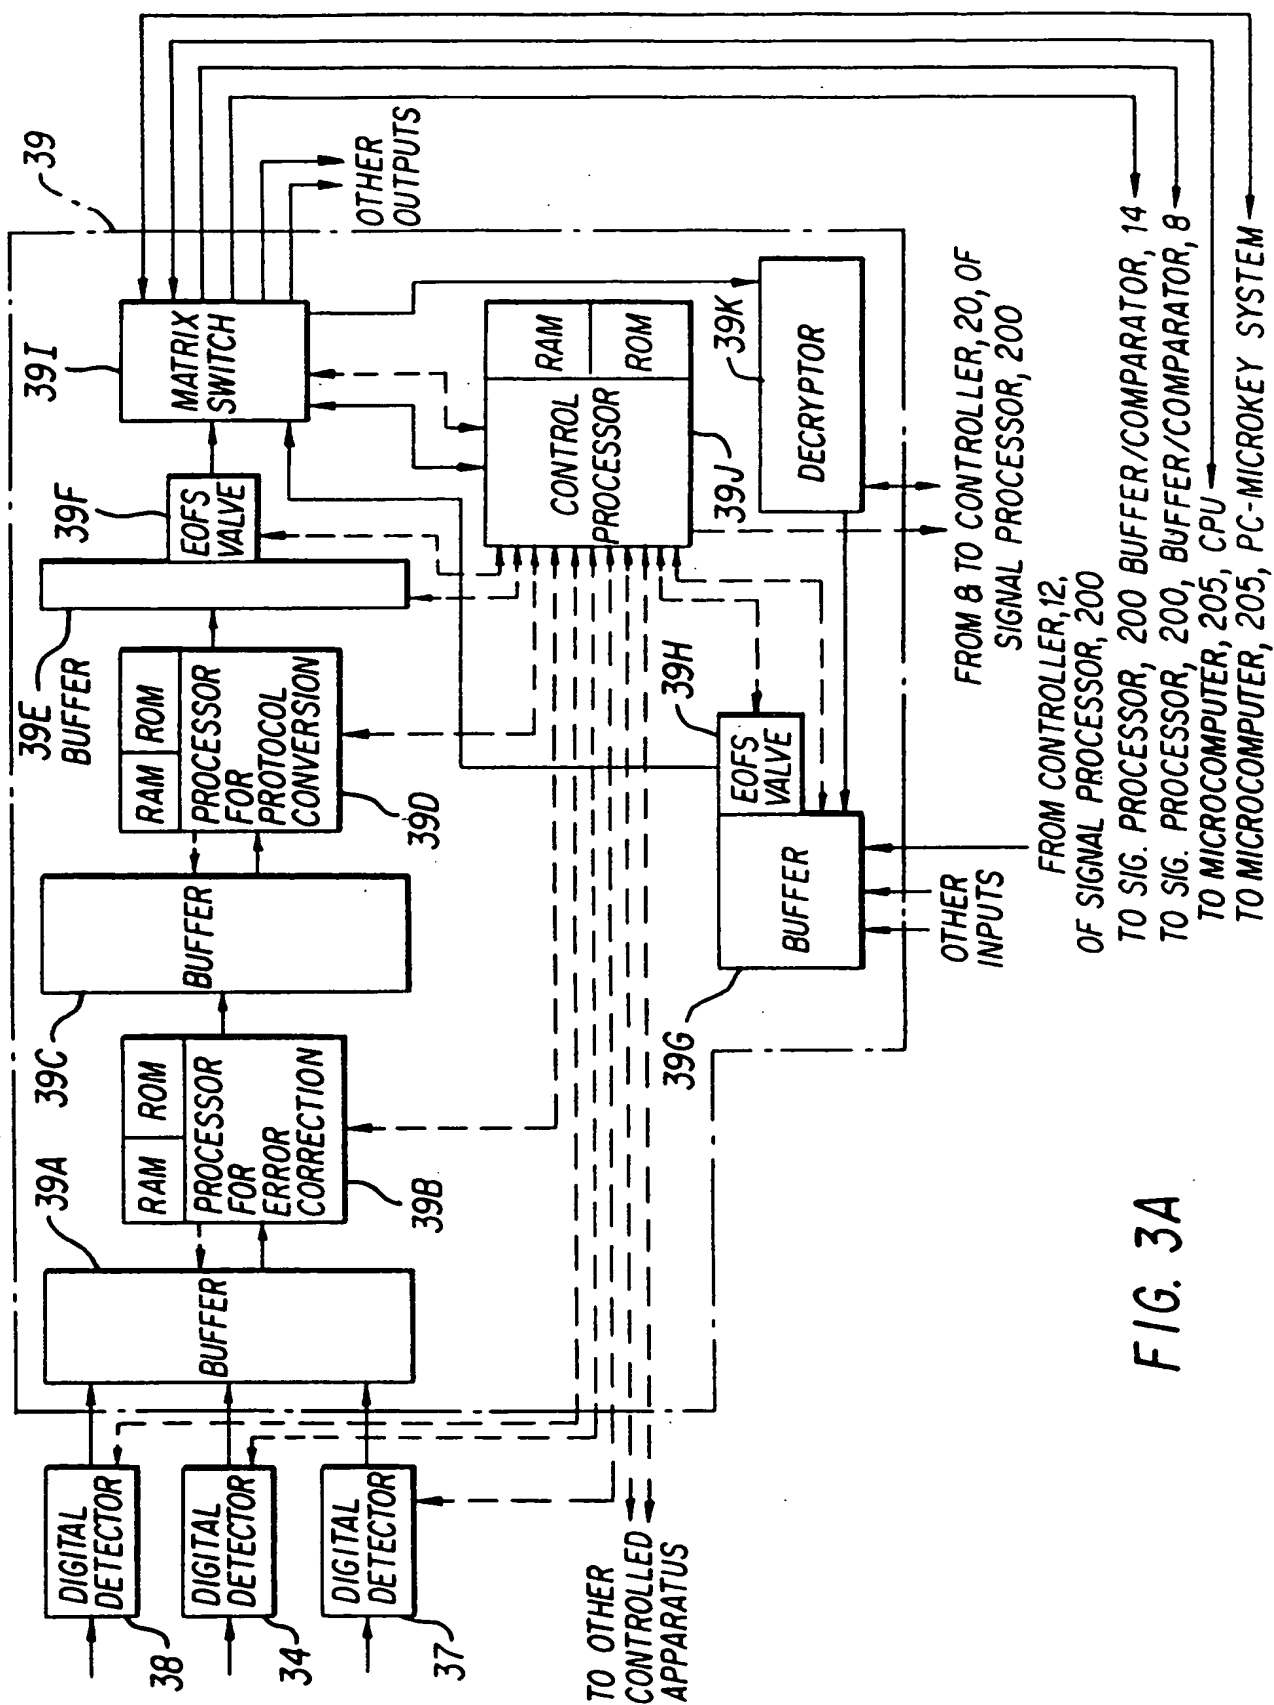 39
DIGITAL
DETECTOR
38
DIGITAL
DETECTOR
34
DIGITAL
DETECTOR
37
39A
BUFFER
RAM
ROM
PROCESSOR
FOR
ERROR
CORRECTION
39B
39C
BUFFER
RAM
ROM
PROCESSOR
FOR
PROTOCOL
CONVERSION
39D
39E
BUFFER
39F
EOFS
VALVE
39I
MATRIX
SWITCH
OTHER
OUTPUTS
CONTROL
PROCESSOR
RAM
ROM
39J
39K
DECRYPTOR
39H
EOFS
VALVE
BUFFER
39G
OTHER
INPUTS
TO OTHER
CONTROLLED
APPARATUS
FROM & TO CONTROLLER, 20, OF
SIGNAL PROCESSOR, 200
FROM CONTROLLER, 12,
OF SIGNAL PROCESSOR, 200
TO SIG. PROCESSOR, 200 BUFFER/COMPARATOR, 14
TO SIG. PROCESSOR, 200, BUFFER/COMPARATOR, 8
TO MICROCOMPUTER, 205, CPU
TO MICROCOMPUTER, 205, PC-MICROKEY SYSTEM
FIG. 3A